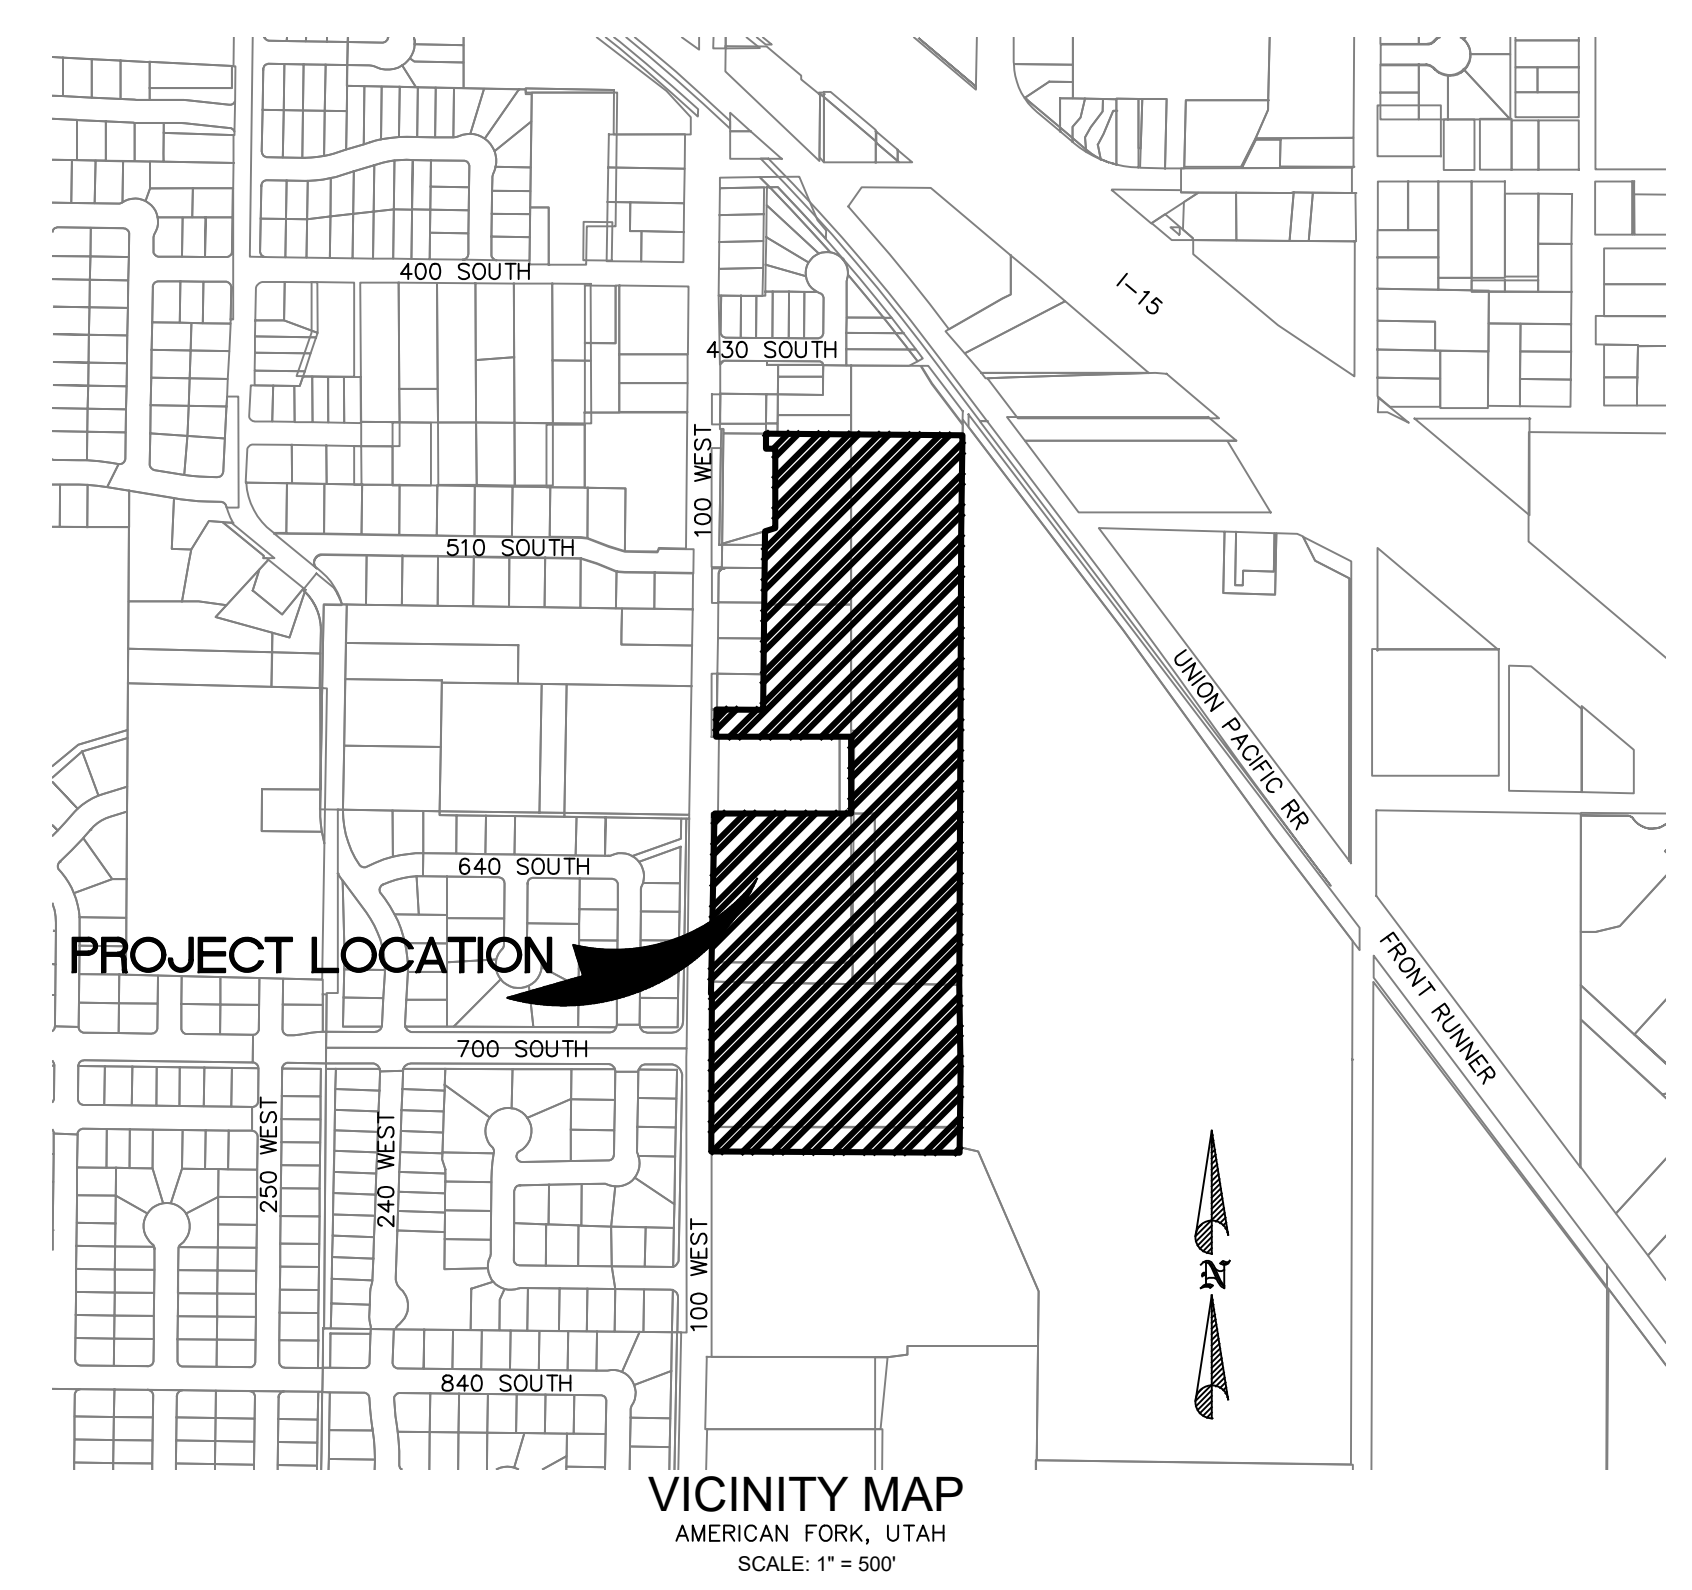 400 SOUTH
I-15
430 SOUTH
100 WEST
510 SOUTH
UNION PACIFIC RR
640 SOUTH
PROJECT LOCATION
FRONT RUNNER
700 SOUTH
250 WEST
240 WEST
100 WEST
N
840 SOUTH
VICINITY MAP
AMERICAN FORK, UTAH
SCALE: 1" = 500'